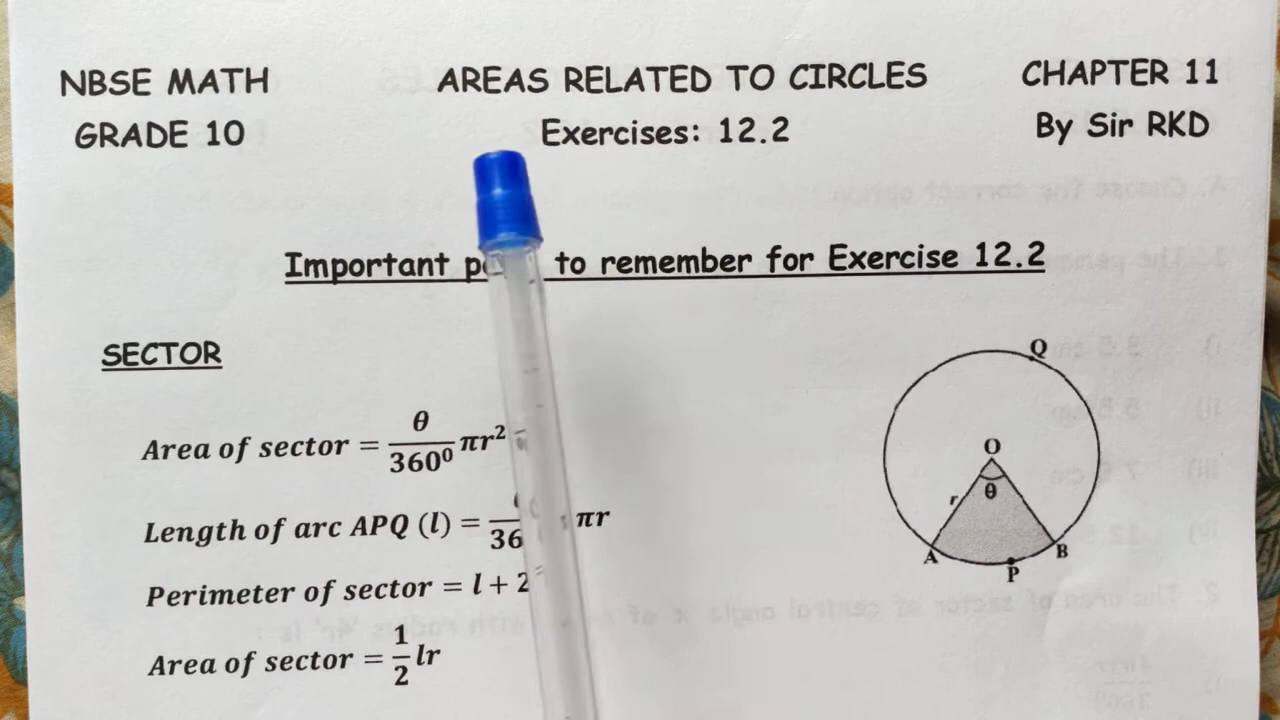 NBSE MATH AREAS RELATED TO CIRCLES CHAPTER 11
GRADE 10 Exercises: 12.2 By Sir RKD
Important to remember for Exercise 12.2
SECTOR
Area of sector = θ/360⁰ πr²
Length of arc APQ (l) = πr
Perimeter of sector = l + 2
Area of sector = 1/2 lr
Q
O
r θ
A B
P